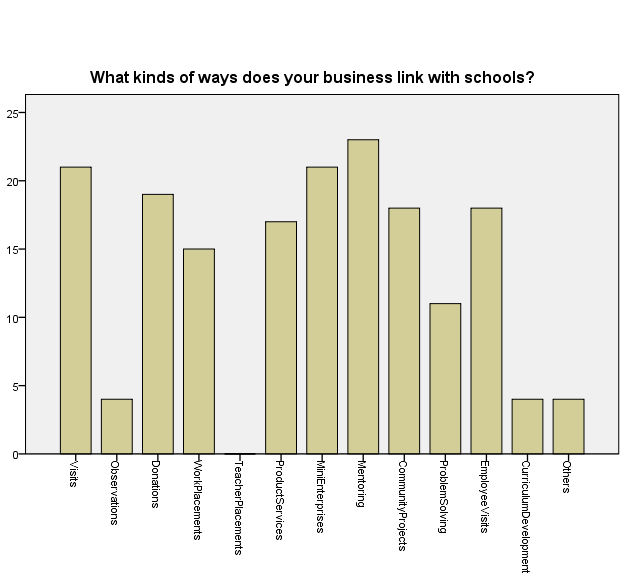 What kinds of ways does your business link with schools?
25
20
15
10
5
0
Visits
Observations
Donations
WorkPlacements
TeacherPlacements
ProductServices
MiniEnterprises
Mentoring
CommunityProjects
ProblemSolving
EmployeeVisits
CurriculumDevelopment
Others